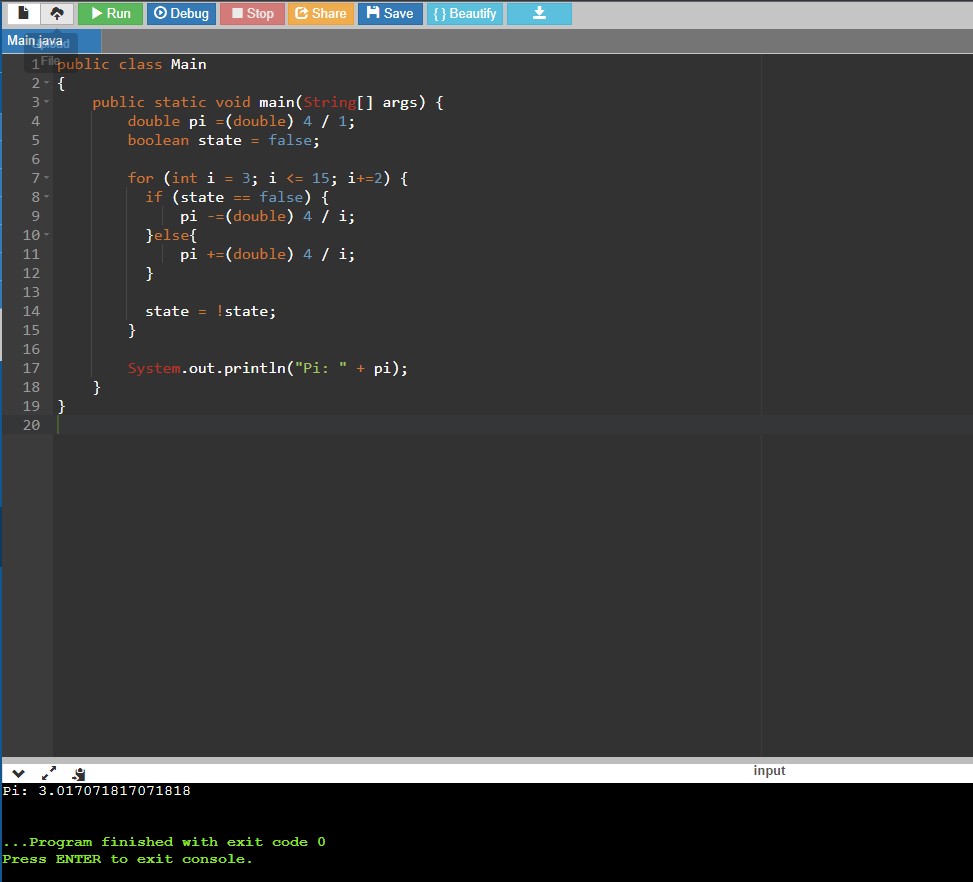 Run Debug Stop Share Save {} Beautify
Main.java
Upload
File
1 public class Main
2 {
3 public static void main(String[] args) {
4 double pi =(double) 4 / 1;
5 boolean state = false;
6
7 for (int i = 3; i <= 15; i+=2) {
8 if (state == false) {
9 pi -=(double) 4 / i;
10 }else{
11 pi +=(double) 4 / i;
12 }
13
14 state = !state;
15 }
16
17 System.out.println("Pi: " + pi);
18 }
19 }
20
input
Pi: 3.017071817071818
...Program finished with exit code 0
Press ENTER to exit console.